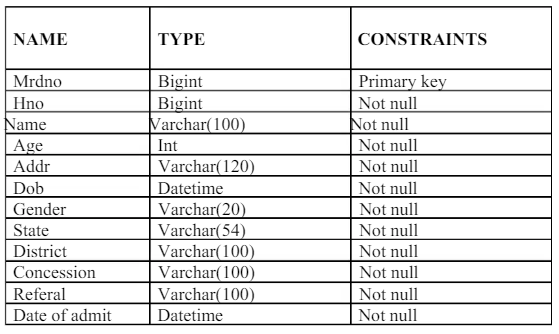 NAME TYPE CONSTRAINTS
Mrdno Bigint Primary key
Hno Bigint Not null
Name Varchar(100) Not null
Age Int Not null
Addr Varchar(120) Not null
Dob Datetime Not null
Gender Varchar(20) Not null
State Varchar(54) Not null
District Varchar(100) Not null
Concession Varchar(100) Not null
Referal Varchar(100) Not null
Date of admit Datetime Not null